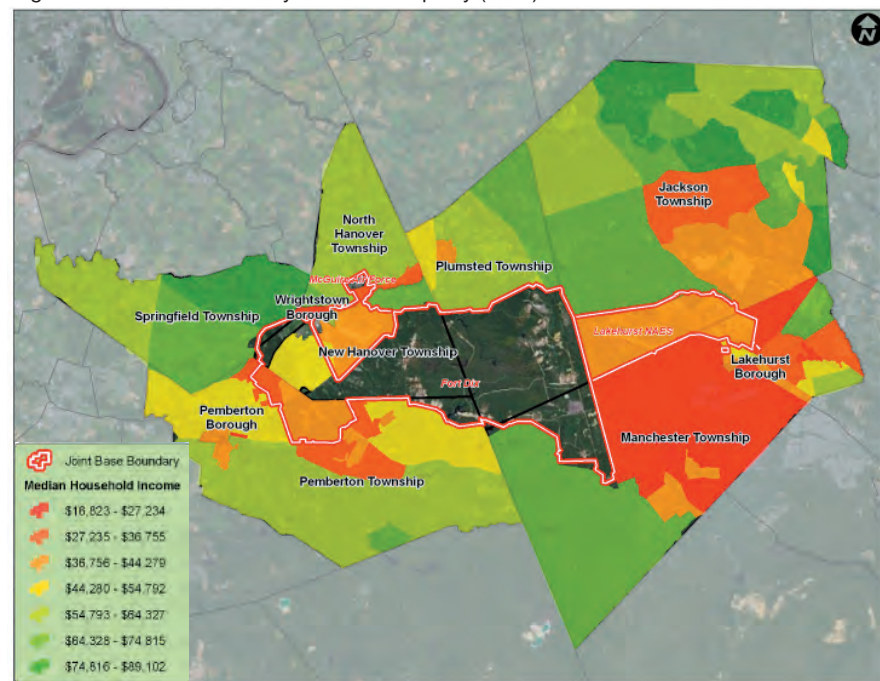 N
North
Hanover
Township
Jackson
Township
Plumsted Township
Wrightstown
Borough
Springfield Township
New Hanover Township
Lakehurst NAES
Lakehurst
Borough
Fort Dix
Pemberton
Borough
Manchester Township
Pemberton Township
Joint Base Boundary
Median Household Income
$16,823 - $27,234
$27,235 - $36,755
$36,756 - $44,279
$44,280 - $54,792
$54,793 - $64,327
$64,328 - $74,815
$74,816 - $89,102